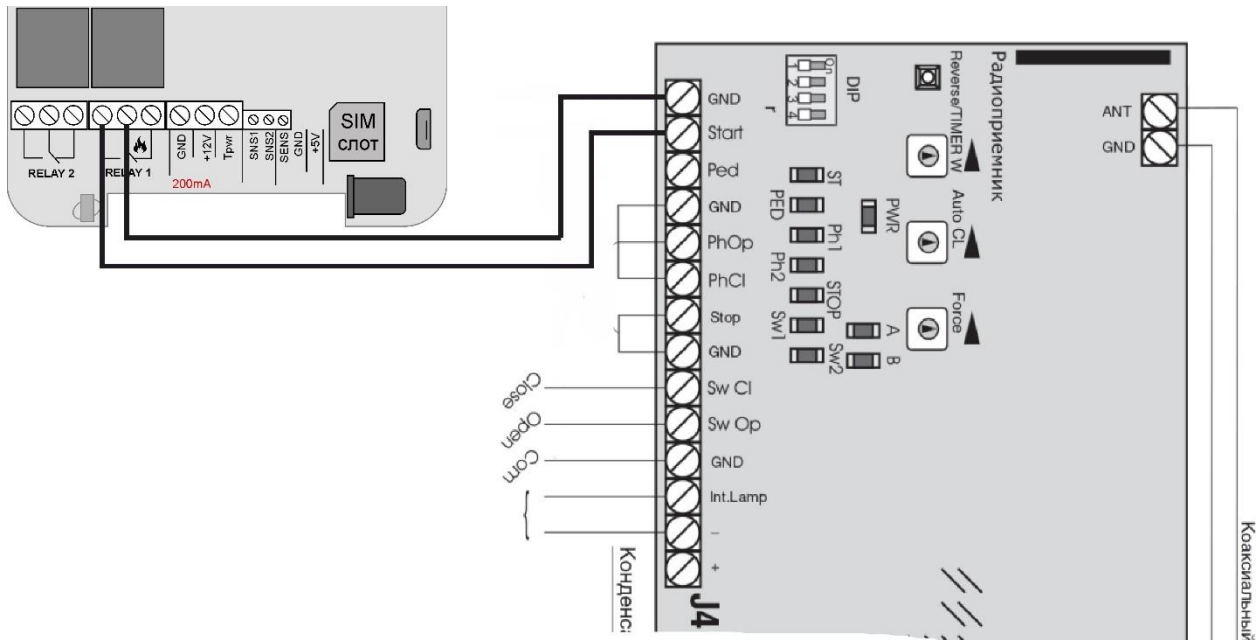 RELAY 2
RELAY 1
200mA
GND
+12V
Tpwr
SNS1
SNS2
SENS
GND
+5V
SIM
слот
GND
Start
Ped
GND
PhOp
PhCl
Stop
GND
Sw Cl
Sw Op
GND
Int.Lamp
-
+
J4
Close
Open
Com
Конденс
On
1
2
3
4
DIP
r
ST
PED
Ph1
Ph2
STOP
Sw1
Sw2
PWR
A
B
Reverse/TIMER W
Auto CL
Force
Радиоприемник
ANT
GND
Коаксиальный